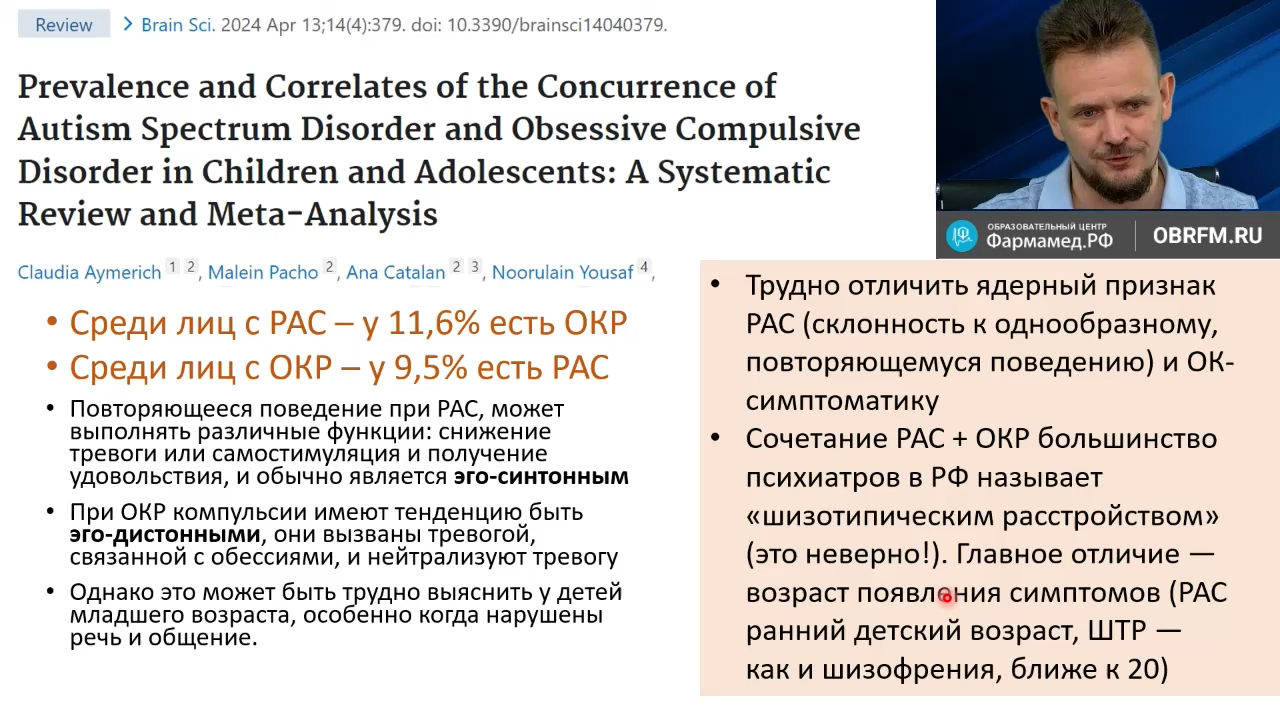 Review
Brain Sci. 2024 Apr 13;14(4):379. doi: 10.3390/brainsci14040379.
Prevalence and Correlates of the Concurrence of
Autism Spectrum Disorder and Obsessive Compulsive
Disorder in Children and Adolescents: A Systematic
Review and Meta-Analysis
Claudia Aymerich 1 2, Malein Pacho 2, Ana Catalan 2 3, Noorulain Yousaf 4,
• Среди лиц с РАС – у 11,6% есть ОКР
• Среди лиц с ОКР – у 9,5% есть РАС
• Повторяющееся поведение при РАС, может
выполнять различные функции: снижение
тревоги или самостимуляция и получение
удовольствия, и обычно является эго-синтонным
• При ОКР компульсии имеют тенденцию быть
эго-дистонными, они вызваны тревогой,
связанной с обессиями, и нейтрализуют тревогу
• Однако это может быть трудно выяснить у детей
младшего возраста, особенно когда нарушены
речь и общение.
ОБРАЗОВАТЕЛЬНЫЙ ЦЕНТР
Фармамед.РФ
OBRFM.RU
• Трудно отличить ядерный признак
РАС (склонность к однообразному,
повторяющемуся поведению) и ОК-
симптоматику
• Сочетание РАС + ОКР большинство
психиатров в РФ называет
«шизотипическим расстройством»
(это неверно!). Главное отличие —
возраст появления симптомов (РАС
ранний детский возраст, ШТР —
как и шизофрения, ближе к 20)